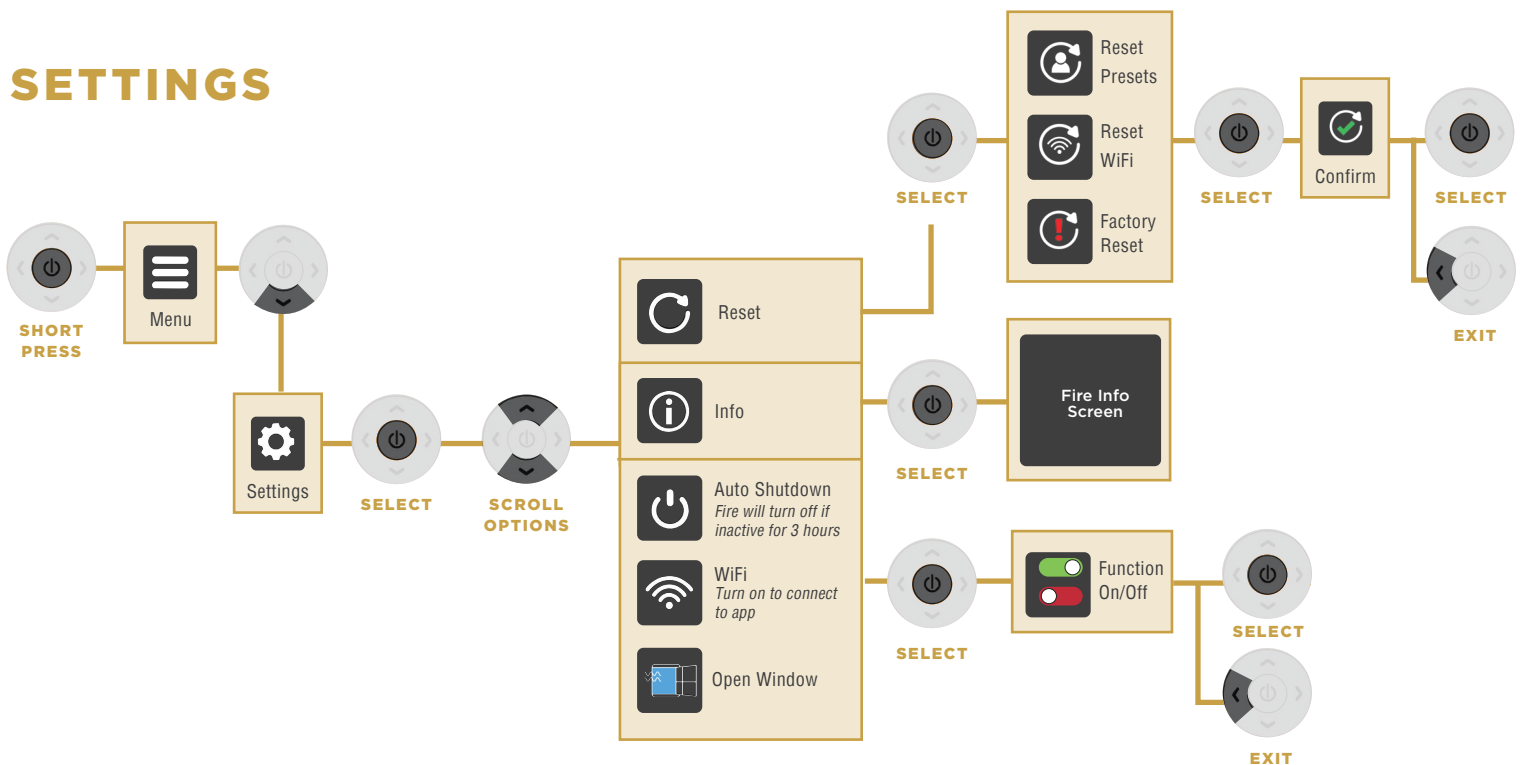 SETTINGS
SHORT
PRESS
Menu
Settings
SELECT
SCROLL
OPTIONS
Reset
Info
Auto Shutdown
Fire will turn off if
inactive for 3 hours
WiFi
Turn on to connect
to app
Open Window
SELECT
Reset
Presets
Reset
WiFi
Factory
Reset
SELECT
Confirm
SELECT
EXIT
SELECT
Fire Info
Screen
SELECT
Function
On/Off
SELECT
EXIT